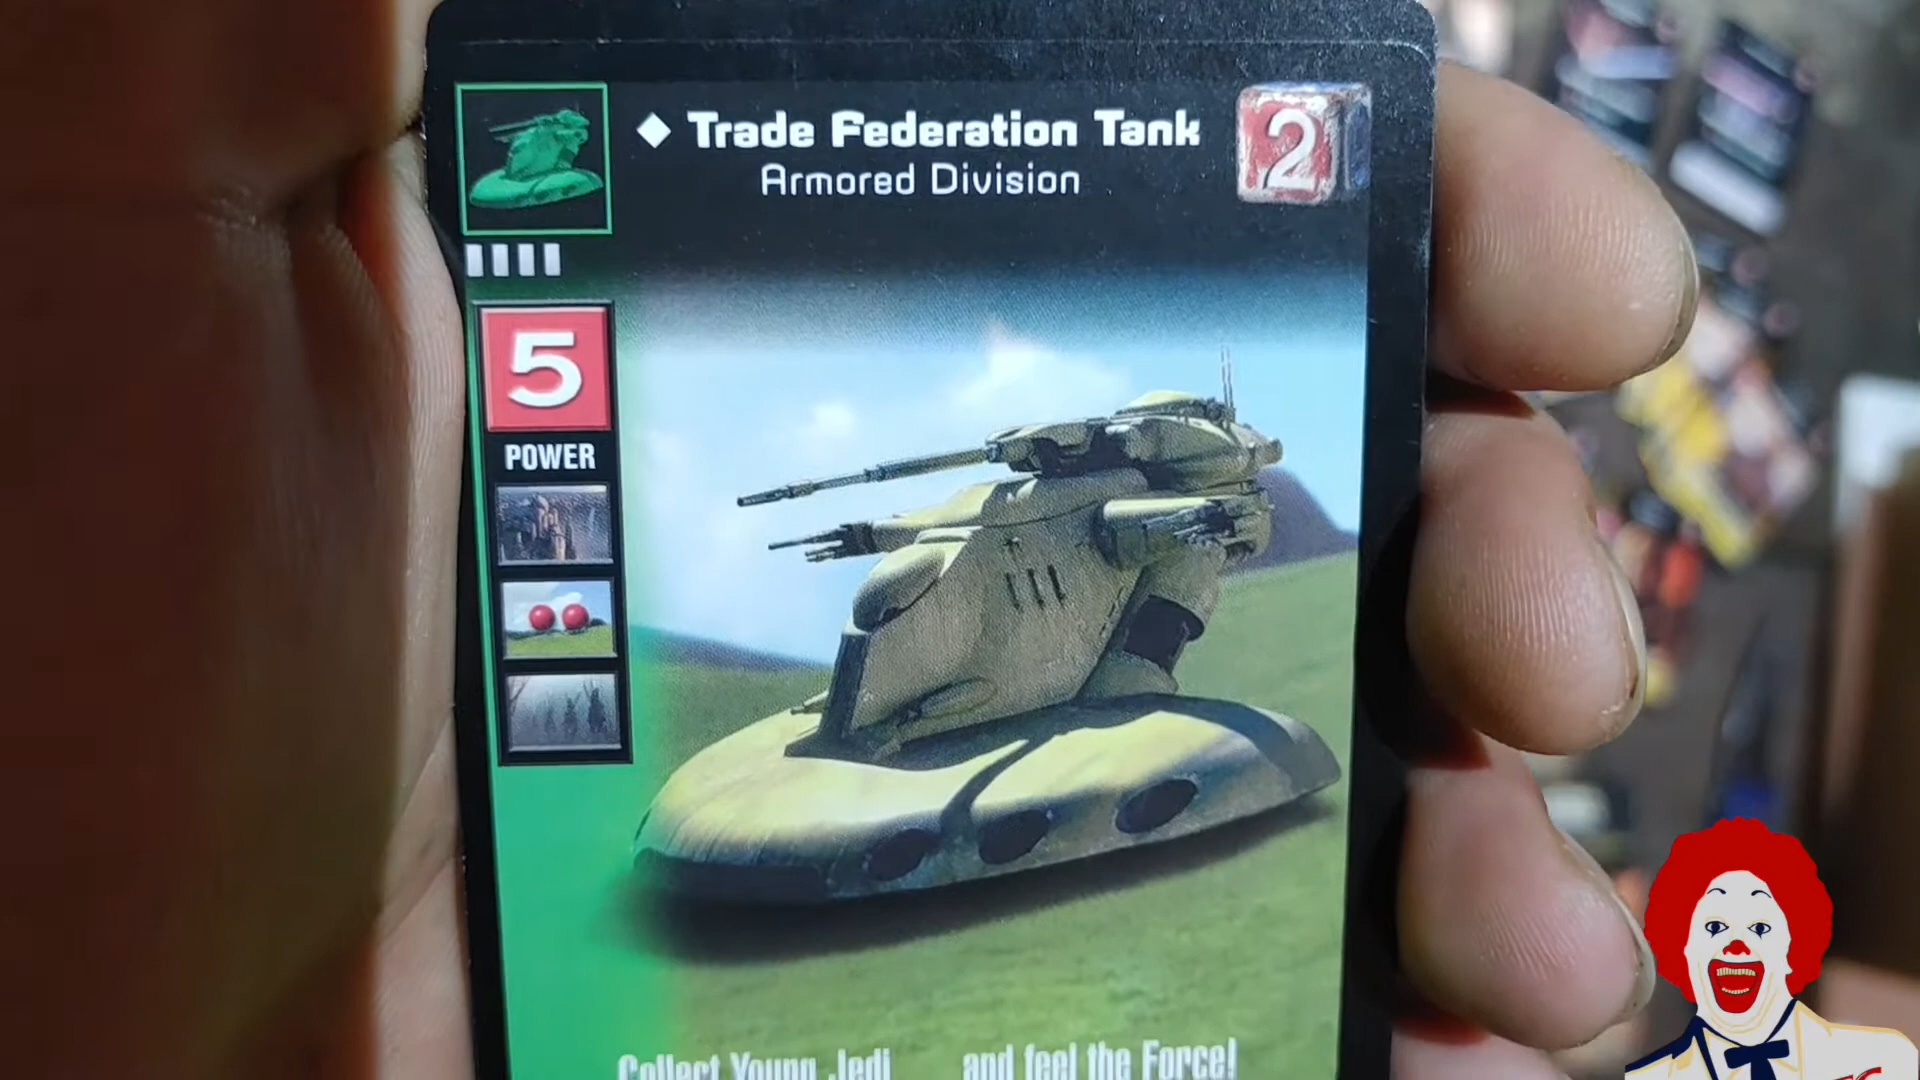 ◆ Trade Federation Tank
2
Armored Division
5
POWER
Collect Young Jedi and feel the Force!